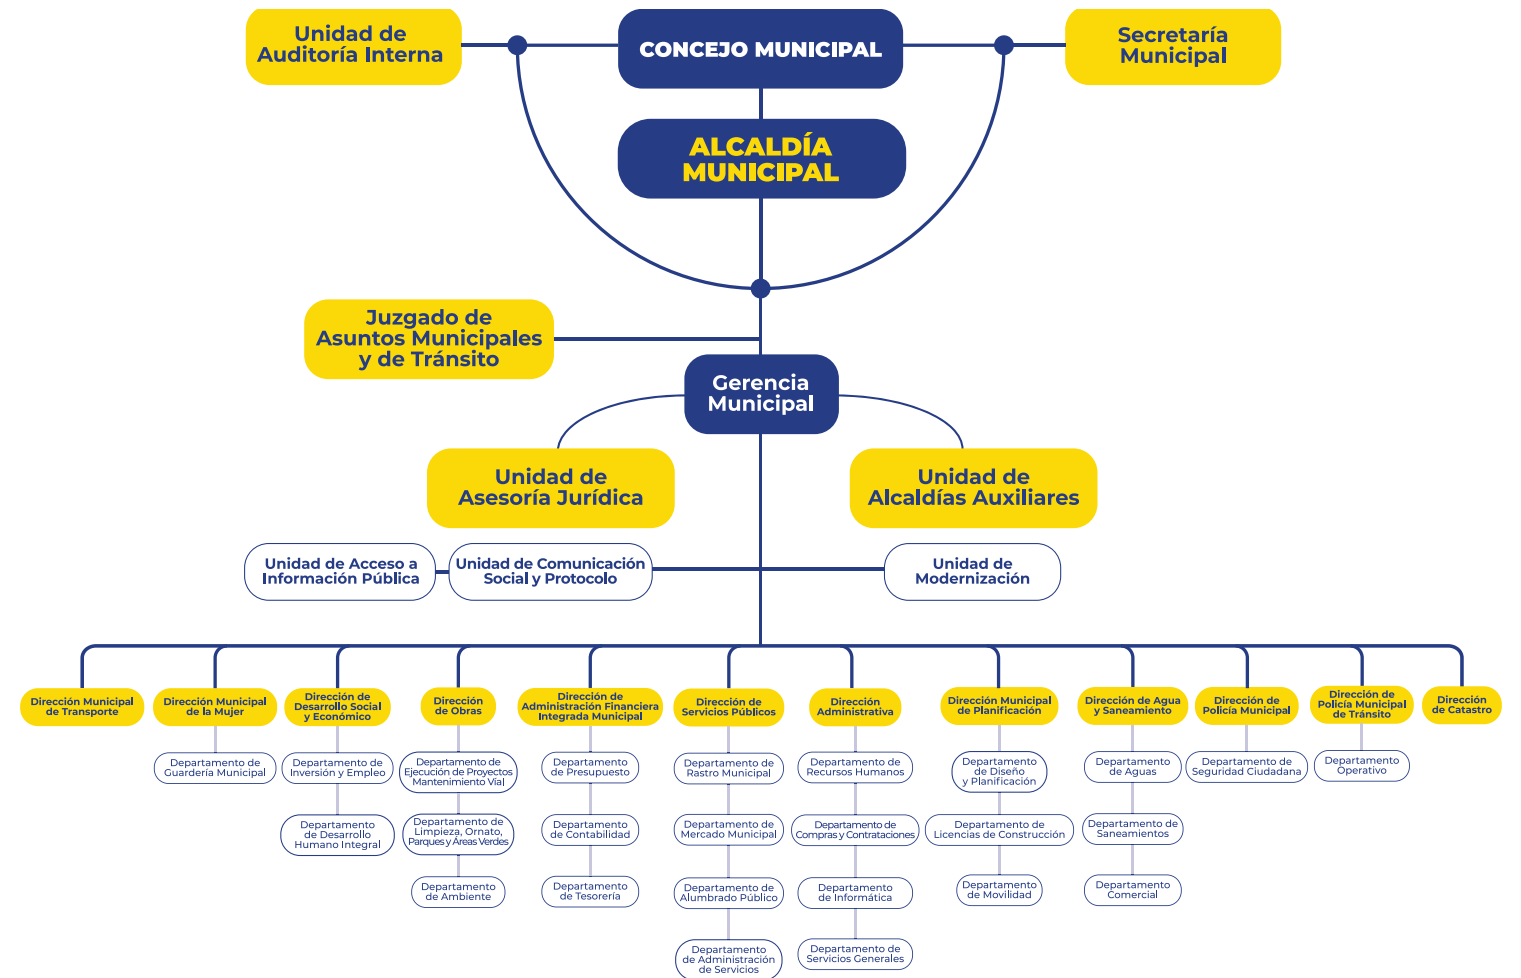 Unidad de
Auditoría Interna
CONCEJO MUNICIPAL
Secretaría
Municipal
ALCALDÍA
MUNICIPAL
Juzgado de
Asuntos Municipales
y de Tránsito
Gerencia
Municipal
Unidad de
Asesoría Jurídica
Unidad de
Alcaldías Auxiliares
Unidad de Acceso a
Información Pública
Unidad de Comunicación
Social y Protocolo
Unidad de
Modernización
Dirección Municipal
de Transporte
Dirección Municipal
de la Mujer
Departamento de
Guardería Municipal
Dirección de
Desarrollo Social
y Económico
Departamento de
Inversión y Empleo
Departamento
de Desarrollo
Humano Integral
Dirección
de Obras
Departamento de
Ejecución de Proyectos
Mantenimiento Víal
Departamento de
Limpieza, Ornato,
Parques y Áreas Verdes
Departamento
de Ambiente
Dirección de
Administración Financiera
Integrada Municipal
Departamento
de Presupuesto
Departamento
de Contabilidad
Departamento
de Tesorería
Dirección de
Servicios Públicos
Departamento de
Rastro Municipal
Departamento de
Mercado Municipal
Departamento de
Alumbrado Público
Departamento
de Administración
de Servicios
Dirección
Administrativa
Departamento de
Recursos Humanos
Departamento de
Compras y Contrataciones
Departamento
de Informática
Departamento de
Servicios Generales
Dirección Municipal
de Planificación
Departamento
de Diseño
y Planificación
Departamento de
Licencias de Construcción
Departamento
de Movilidad
Dirección de Agua
y Saneamiento
Departamento
de Aguas
Departamento de
Saneamientos
Departamento
Comercial
Dirección de
Policía Municipal
Departamento de
Seguridad Ciudadana
Dirección de
Policía Municipal
de Tránsito
Departamento
Operativo
Dirección
de Catastro